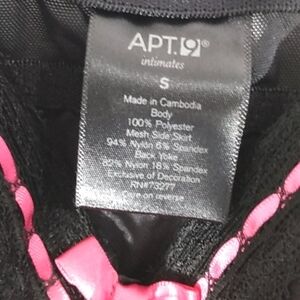 APT.9®
intimates
S
Made in Cambodia
Body
100% Polyester
Mesh Side Skirt
94% Nylon 6% Spandex
Back Yoke
82% Nylon 18% Spandex
Exclusive of Decoration
RN#73277
Care on reverse